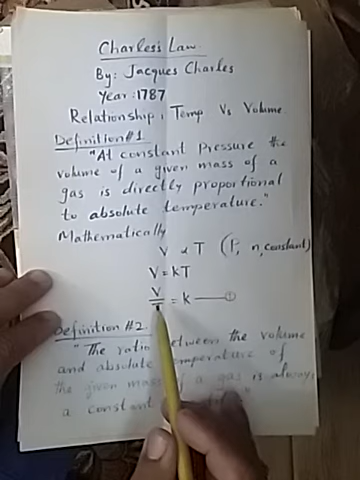 Charles's Law.
By: Jacques Charles
Year: 1787
Relationship: Temp Vs Volume
Definition #1
"At constant Pressure the
volume of a given mass of a
gas is directly proportional
to absolute temperature."
Mathematically
V ∝ T (P, n, constant)
V = kT
V/T = k —— ①
Definition #2.
"The ratio between the volume
and absolute temperature of
the given mass of a gas is always
a constant